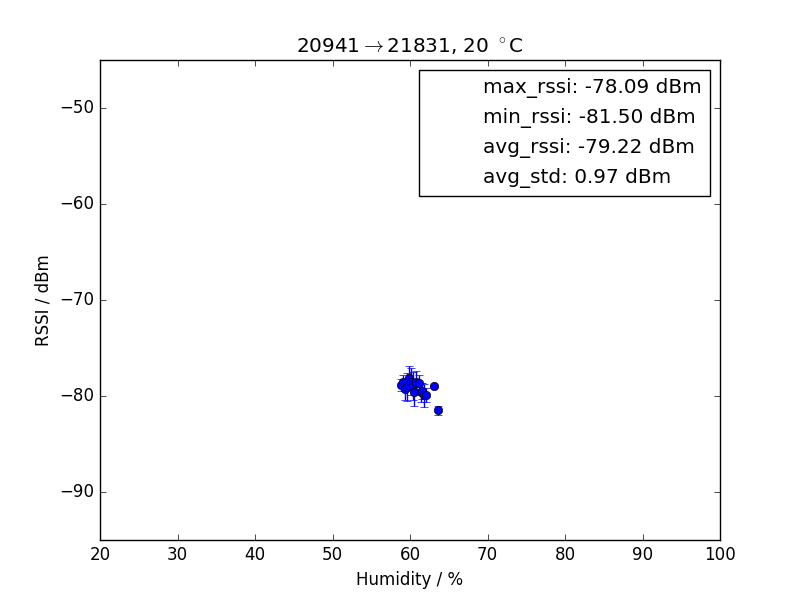 20941→21831, 20 °C
max_rssi: -78.09 dBm
min_rssi: -81.50 dBm
avg_rssi: -79.22 dBm
avg_std: 0.97 dBm
RSSI / dBm
−50
−60
−70
−80
−90
20 30 40 50 60 70 80 90 100
Humidity / %